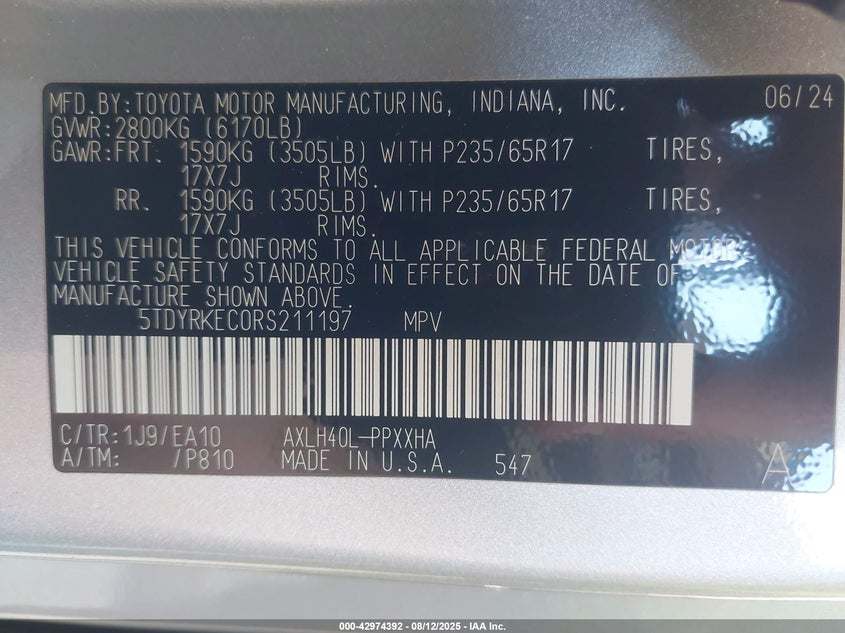 MFD.BY:TOYOTA MOTOR MANUFACTURING, INDIANA, INC. 06/24
GVWR:2800KG (6170LB)
GAWR:FRT. 1590KG (3505LB) WITH P235/65R17 TIRES,
17X7J RIMS.
RR. 1590KG (3505LB) WITH P235/65R17 TIRES,
17X7J RIMS.
THIS VEHICLE CONFORMS TO ALL APPLICABLE FEDERAL MOTOR
VEHICLE SAFETY STANDARDS IN EFFECT ON THE DATE OF
MANUFACTURE SHOWN ABOVE.
5TDYRKEC0RS211197 MPV
C/TR:1J9/EA10 AXLH40L-PPXXHA
A/TM: /P810 MADE IN U.S.A. 547 A
000-42974392 - 08/12/2025 - IAA Inc.